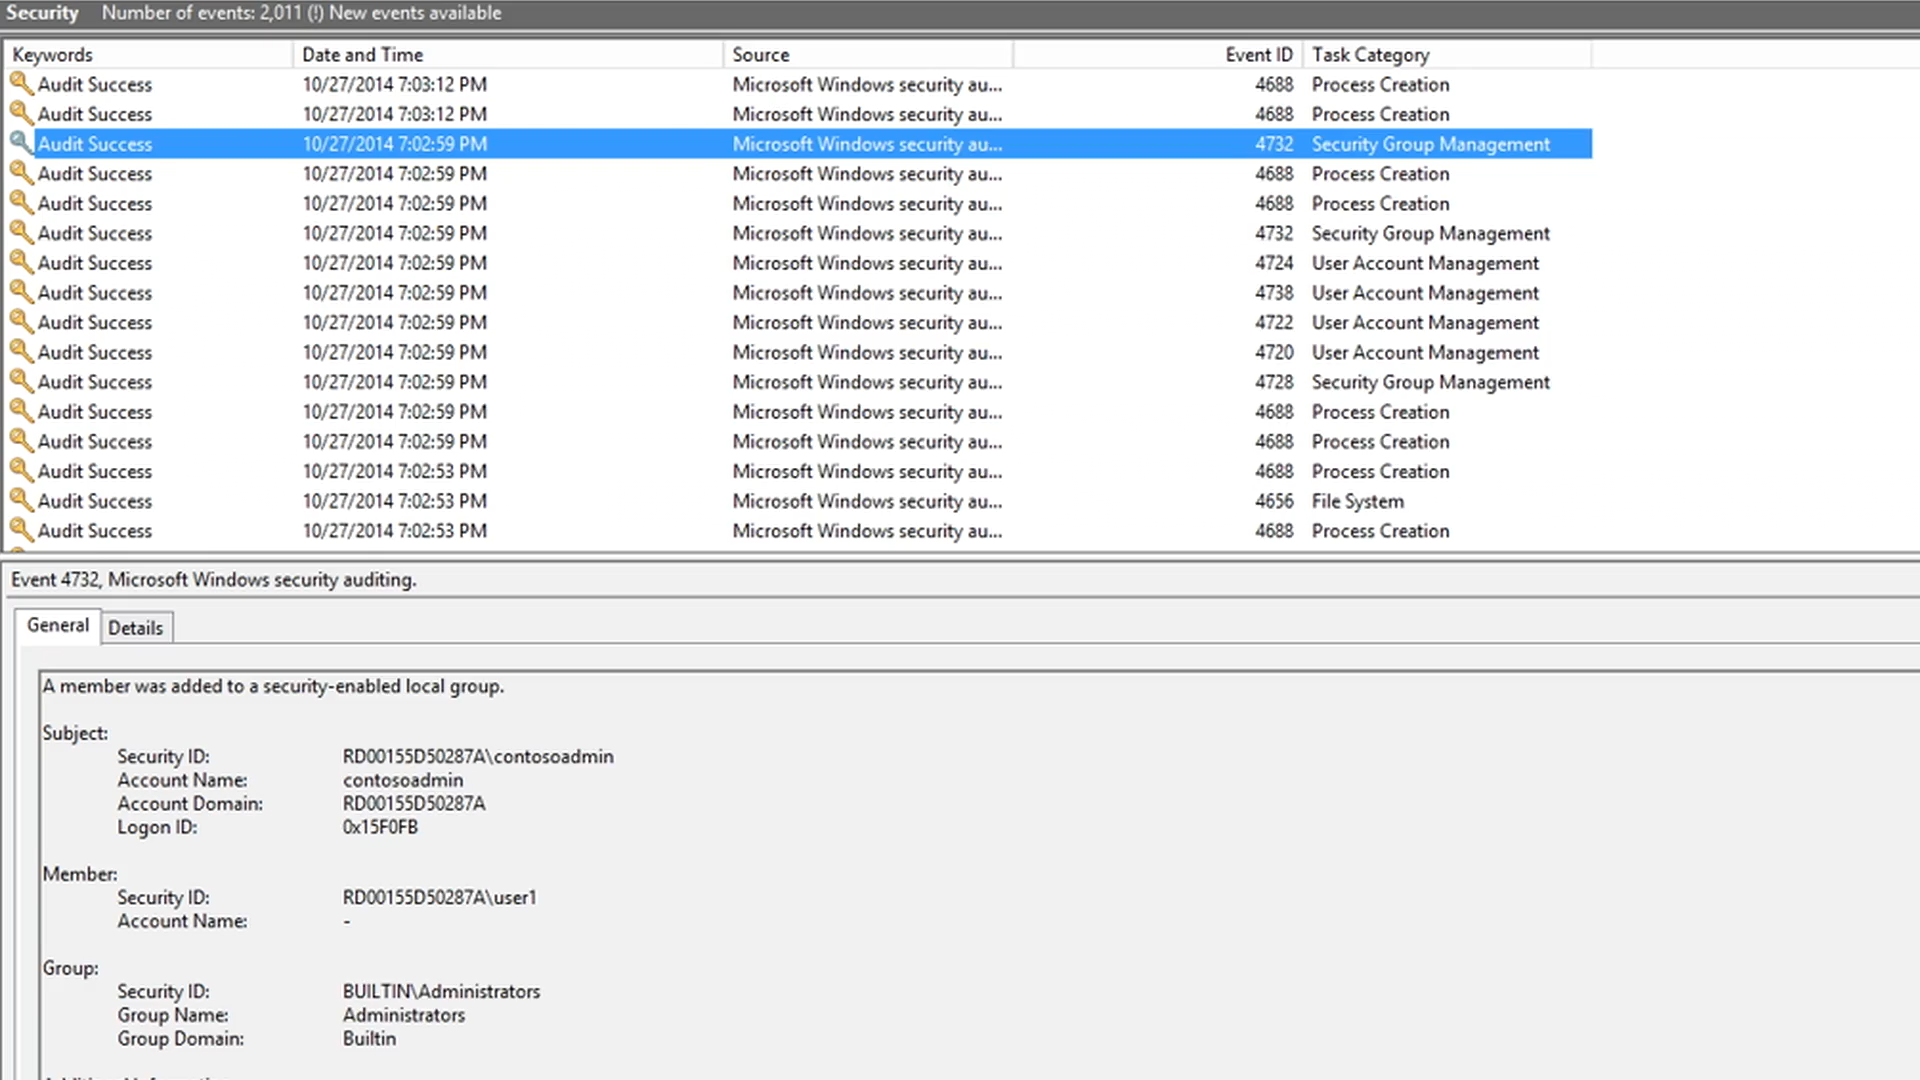 Security Number of events: 2,011 (!) New events available
Keywords Date and Time Source Event ID Task Category
Audit Success 10/27/2014 7:03:12 PM Microsoft Windows security au... 4688 Process Creation
Audit Success 10/27/2014 7:03:12 PM Microsoft Windows security au... 4688 Process Creation
Audit Success 10/27/2014 7:02:59 PM Microsoft Windows security au... 4732 Security Group Management
Audit Success 10/27/2014 7:02:59 PM Microsoft Windows security au... 4688 Process Creation
Audit Success 10/27/2014 7:02:59 PM Microsoft Windows security au... 4688 Process Creation
Audit Success 10/27/2014 7:02:59 PM Microsoft Windows security au... 4732 Security Group Management
Audit Success 10/27/2014 7:02:59 PM Microsoft Windows security au... 4724 User Account Management
Audit Success 10/27/2014 7:02:59 PM Microsoft Windows security au... 4738 User Account Management
Audit Success 10/27/2014 7:02:59 PM Microsoft Windows security au... 4722 User Account Management
Audit Success 10/27/2014 7:02:59 PM Microsoft Windows security au... 4720 User Account Management
Audit Success 10/27/2014 7:02:59 PM Microsoft Windows security au... 4728 Security Group Management
Audit Success 10/27/2014 7:02:59 PM Microsoft Windows security au... 4688 Process Creation
Audit Success 10/27/2014 7:02:59 PM Microsoft Windows security au... 4688 Process Creation
Audit Success 10/27/2014 7:02:53 PM Microsoft Windows security au... 4688 Process Creation
Audit Success 10/27/2014 7:02:53 PM Microsoft Windows security au... 4656 File System
Audit Success 10/27/2014 7:02:53 PM Microsoft Windows security au... 4688 Process Creation
Event 4732, Microsoft Windows security auditing.
General Details
A member was added to a security-enabled local group.
Subject:
Security ID: RD00155D50287A\contosoadmin
Account Name: contosoadmin
Account Domain: RD00155D50287A
Logon ID: 0x15F0FB
Member:
Security ID: RD00155D50287A\user1
Account Name: -
Group:
Security ID: BUILTIN\Administrators
Group Name: Administrators
Group Domain: Builtin